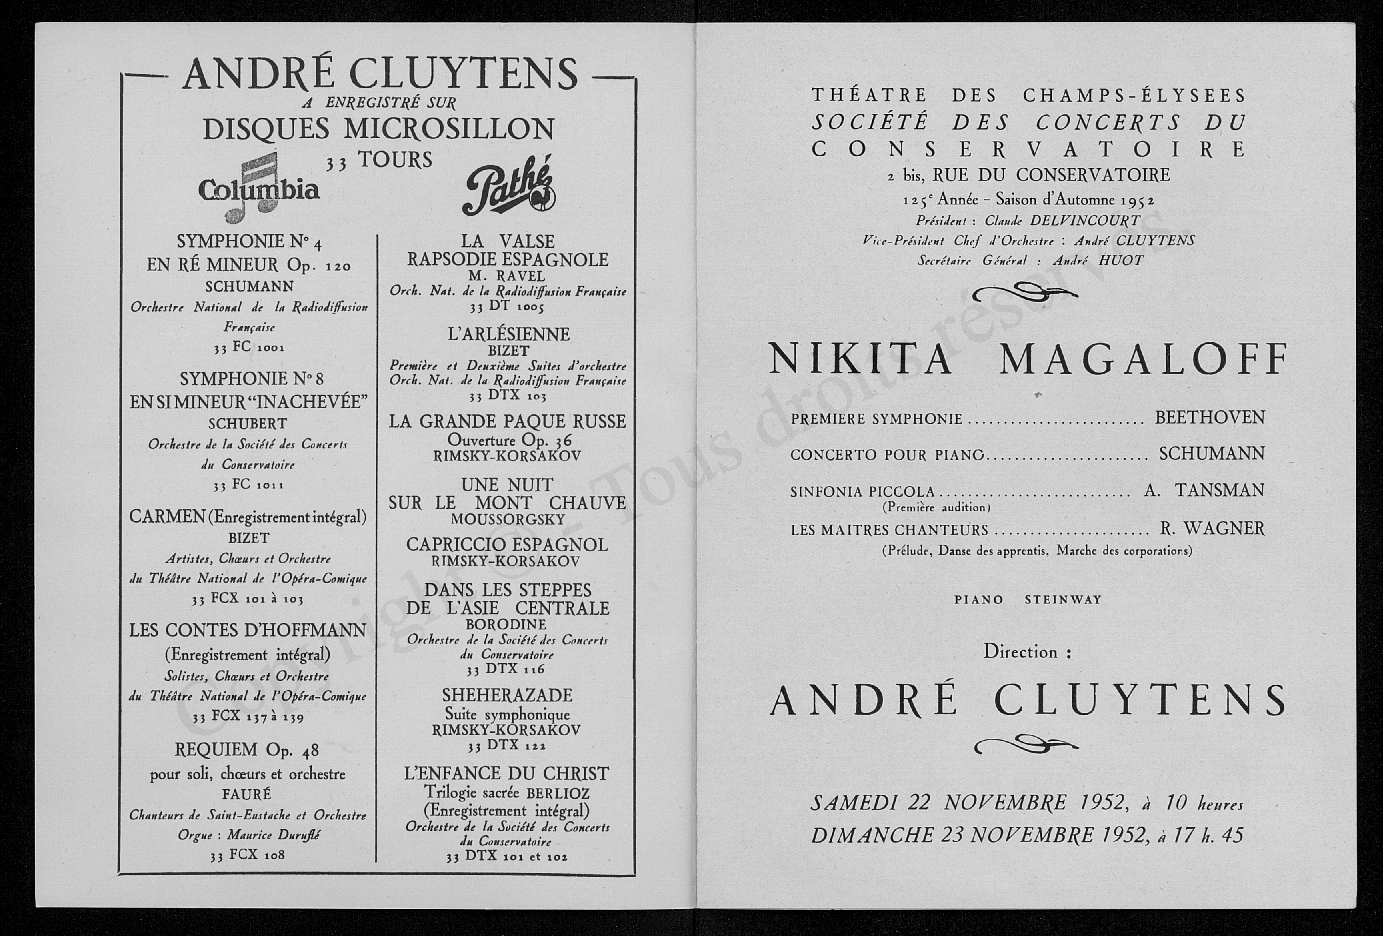 ANDRÉ CLUYTENS
A ENREGISTRÉ SUR
DISQUES MICROSILLON
33 TOURS
Columbia
SYMPHONIE Nº 4
EN RÉ MINEUR Op. 120
SCHUMANN
Orchestre National de la Radiodiffusion
Française
33 FC 1001
SYMPHONIE Nº 8
EN SI MINEUR "INACHEVÉE"
SCHUBERT
Orchestre de la Société des Concerts
du Conservatoire
33 FC 1011
CARMEN (Enregistrement intégral)
BIZET
Artistes, Chœurs et Orchestre
du Théâtre National de l'Opéra-Comique
33 FCX 101 à 103
LES CONTES D'HOFFMANN
(Enregistrement intégral)
Solistes, Chœurs et Orchestre
du Théâtre National de l'Opéra-Comique
33 FCX 137 à 139
REQUIEM Op. 48
pour soli, chœurs et orchestre
FAURÉ
Chanteurs de Saint-Eustache et Orchestre
Orgue : Maurice Duruflé
33 FCX 108
Pathé
LA VALSE
RAPSODIE ESPAGNOLE
M. RAVEL
Orch. Nat. de la Radiodiffusion Française
33 DT 1005
L'ARLÉSIENNE
BIZET
Première et Deuxième Suites d'orchestre
Orch. Nat. de la Radiodiffusion Française
33 DTX 103
LA GRANDE PAQUE RUSSE
Ouverture Op. 36
RIMSKY-KORSAKOV
UNE NUIT
SUR LE MONT CHAUVE
MOUSSORGSKY
CAPRICCIO ESPAGNOL
RIMSKY-KORSAKOV
DANS LES STEPPES
DE L'ASIE CENTRALE
BORODINE
Orchestre de la Société des Concerts
du Conservatoire
33 DTX 116
SHEHERAZADE
Suite symphonique
RIMSKY-KORSAKOV
33 DTX 122
L'ENFANCE DU CHRIST
Trilogie sacrée BERLIOZ
(Enregistrement intégral)
Orchestre de la Société des Concerts
du Conservatoire
33 DTX 101 et 102
THÉATRE DES CHAMPS-ÉLYSEES
SOCIÉTÉ DES CONCERTS DU
CONSERVATOIRE
2 bis, RUE DU CONSERVATOIRE
125e Année - Saison d'Automne 1952
Président : Claude DELVINCOURT
Vice-Président Chef d'Orchestre : André CLUYTENS
Secrétaire Général : André HUOT
NIKITA MAGALOFF
PREMIERE SYMPHONIE ......................... BEETHOVEN
CONCERTO POUR PIANO....................... SCHUMANN
SINFONIA PICCOLA........................... A. TANSMAN
(Première audition)
LES MAITRES CHANTEURS ...................... R. WAGNER
(Prélude, Danse des apprentis, Marche des corporations)
PIANO STEINWAY
Direction :
ANDRÉ CLUYTENS
SAMEDI 22 NOVEMBRE 1952, à 10 heures
DIMANCHE 23 NOVEMBRE 1952, à 17 h. 45
Copyright © - Tous droits réservés.